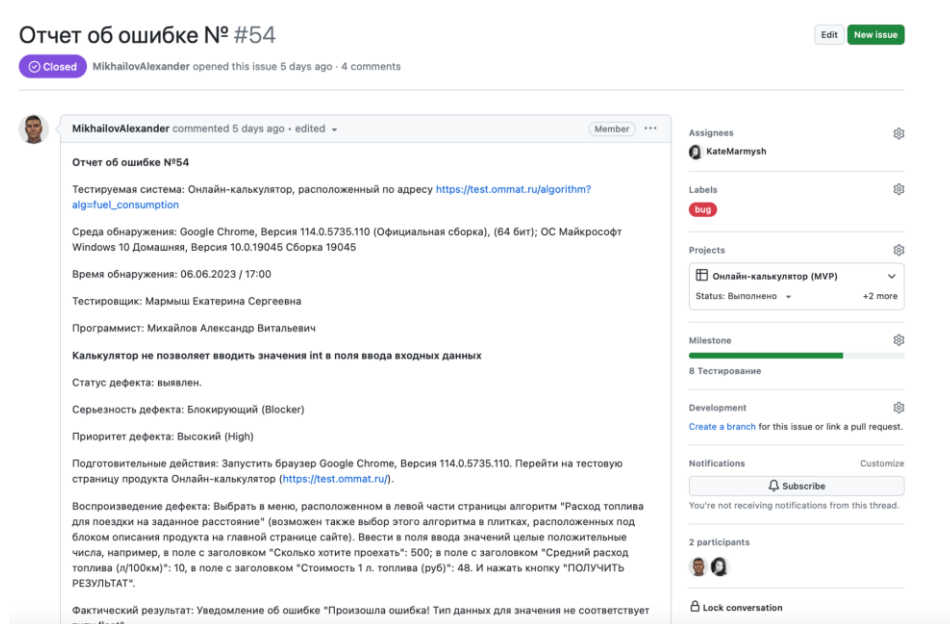 Отчет об ошибке № #54
Edit
New issue
Closed
MikhailovAlexander opened this issue 5 days ago · 4 comments
MikhailovAlexander commented 5 days ago • edited
Member
Отчет об ошибке №54
Тестируемая система: Онлайн-калькулятор, расположенный по адресу https://test.ommat.ru/algorithm?
alg=fuel_consumption
Среда обнаружения: Google Chrome, Версия 114.0.5735.110 (Официальная сборка), (64 бит); ОС Майкрософт
Windows 10 Домашняя, Версия 10.0.19045 Сборка 19045
Время обнаружения: 06.06.2023 / 17:00
Тестировщик: Мармыш Екатерина Сергеевна
Программист: Михайлов Александр Витальевич
Калькулятор не позволяет вводить значения int в поля ввода входных данных
Статус дефекта: выявлен.
Серьезность дефекта: Блокирующий (Blocker)
Приоритет дефекта: Высокий (High)
Подготовительные действия: Запустить браузер Google Chrome, Версия 114.0.5735.110. Перейти на тестовую
страницу продукта Онлайн-калькулятор (https://test.ommat.ru/).
Воспроизведение дефекта: Выбрать в меню, расположенном в левой части страницы алгоритм "Расход топлива
для поездки на заданное расстояние" (возможен также выбор этого алгоритма в плитках, расположенных под
блоком описания продукта на главной странице сайте). Ввести в поля ввода значений целые положительные
числа, например, в поле с заголовком "Сколько хотите проехать": 500; в поле с заголовком "Средний расход
топлива (л/100км)": 10, в поле с заголовком "Стоимость 1 л. топлива (руб)": 48. И нажать кнопку "ПОЛУЧИТЬ
РЕЗУЛЬТАТ".
Фактический результат: Уведомление об ошибке "Произошла ошибка! Тип данных для значения не соответствует
Assignees
KateMarmysh
Labels
bug
Projects
Онлайн-калькулятор (MVP)
Status: Выполнено
+2 more
Milestone
8 Тестирование
Development
Create a branch for this issue or link a pull request.
Notifications
Customize
Subscribe
You're not receiving notifications from this thread.
2 participants
Lock conversation